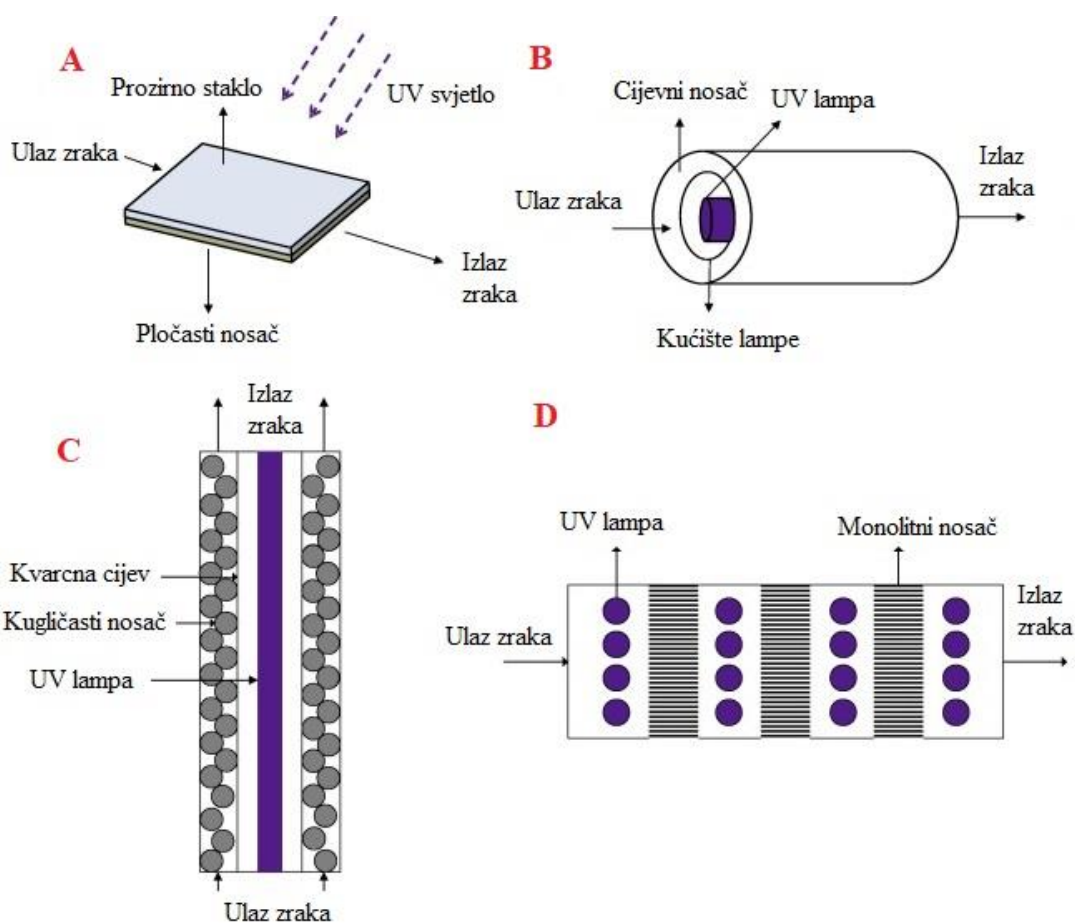 A
Prozirno staklo
UV svjetlo
Ulaz zraka
Izlaz
zraka
Pločasti nosač
B
Cijevni nosač
UV lampa
Ulaz zraka
Izlaz
zraka
Kućište lampe
C
Izlaz
zraka
Kvarcna cijev
Kugličasti nosač
UV lampa
Ulaz zraka
D
UV lampa
Monolitni nosač
Ulaz zraka
Izlaz
zraka